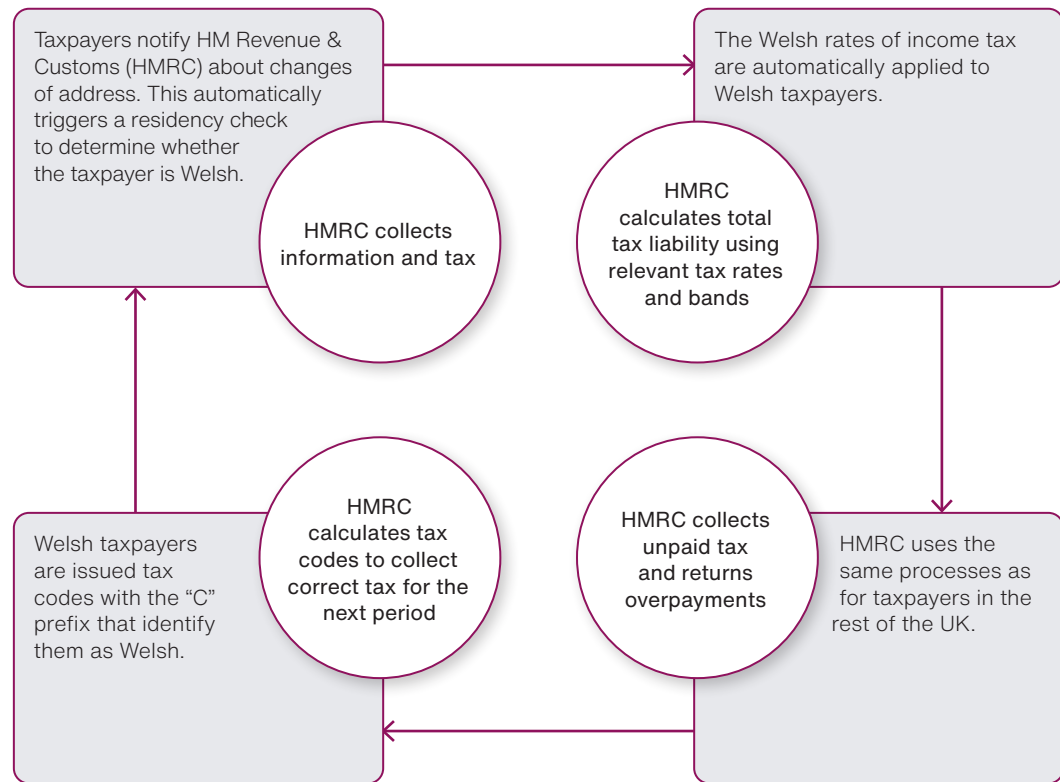 Taxpayers notify HM Revenue &
Customs (HMRC) about changes
of address. This automatically
triggers a residency check
to determine whether
the taxpayer is Welsh.
HMRC collects
information and tax
The Welsh rates of income tax
are automatically applied to
Welsh taxpayers.
HMRC
calculates total
tax liability using
relevant tax rates
and bands
Welsh taxpayers
are issued tax
codes with the “C”
prefix that identify
them as Welsh.
HMRC
calculates tax
codes to collect
correct tax for the
next period
HMRC collects
unpaid tax
and returns
overpayments
HMRC uses the
same processes as
for taxpayers in the
rest of the UK.